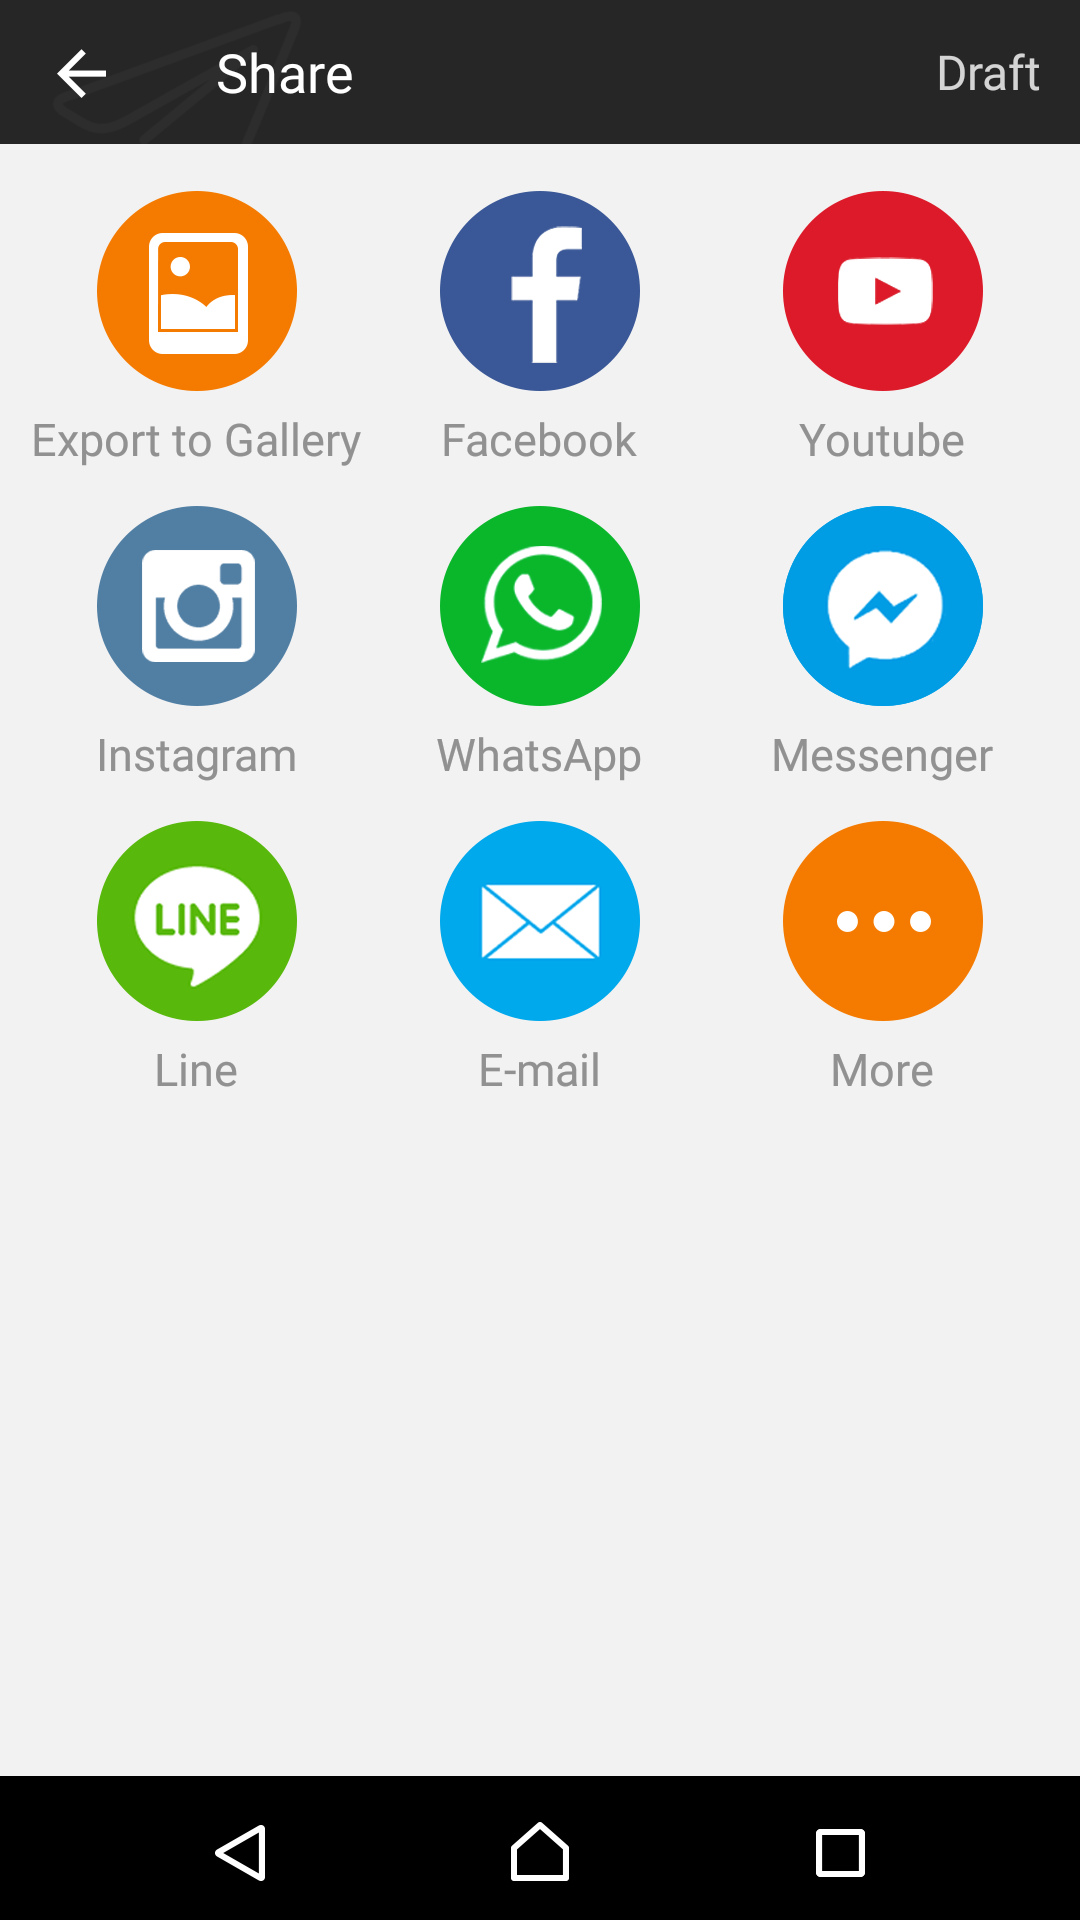 Share
Draft
Export to Gallery
Facebook
Youtube
Instagram
WhatsApp
Messenger
LINE
Line
E-mail
More